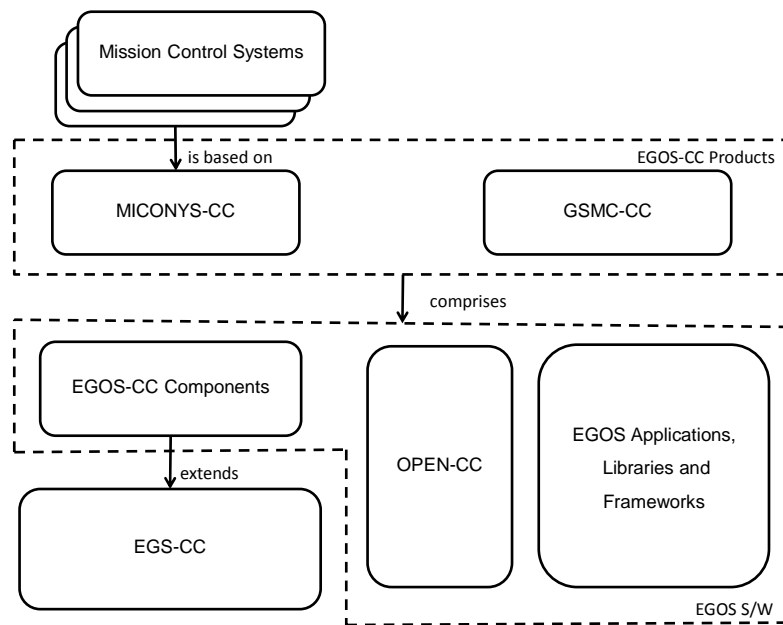 Mission Control Systems
is based on
EGOS-CC Products
MICONYS-CC
GSMC-CC
comprises
EGOS-CC Components
OPEN-CC
EGOS Applications,
Libraries and
Frameworks
extends
EGS-CC
EGOS S/W